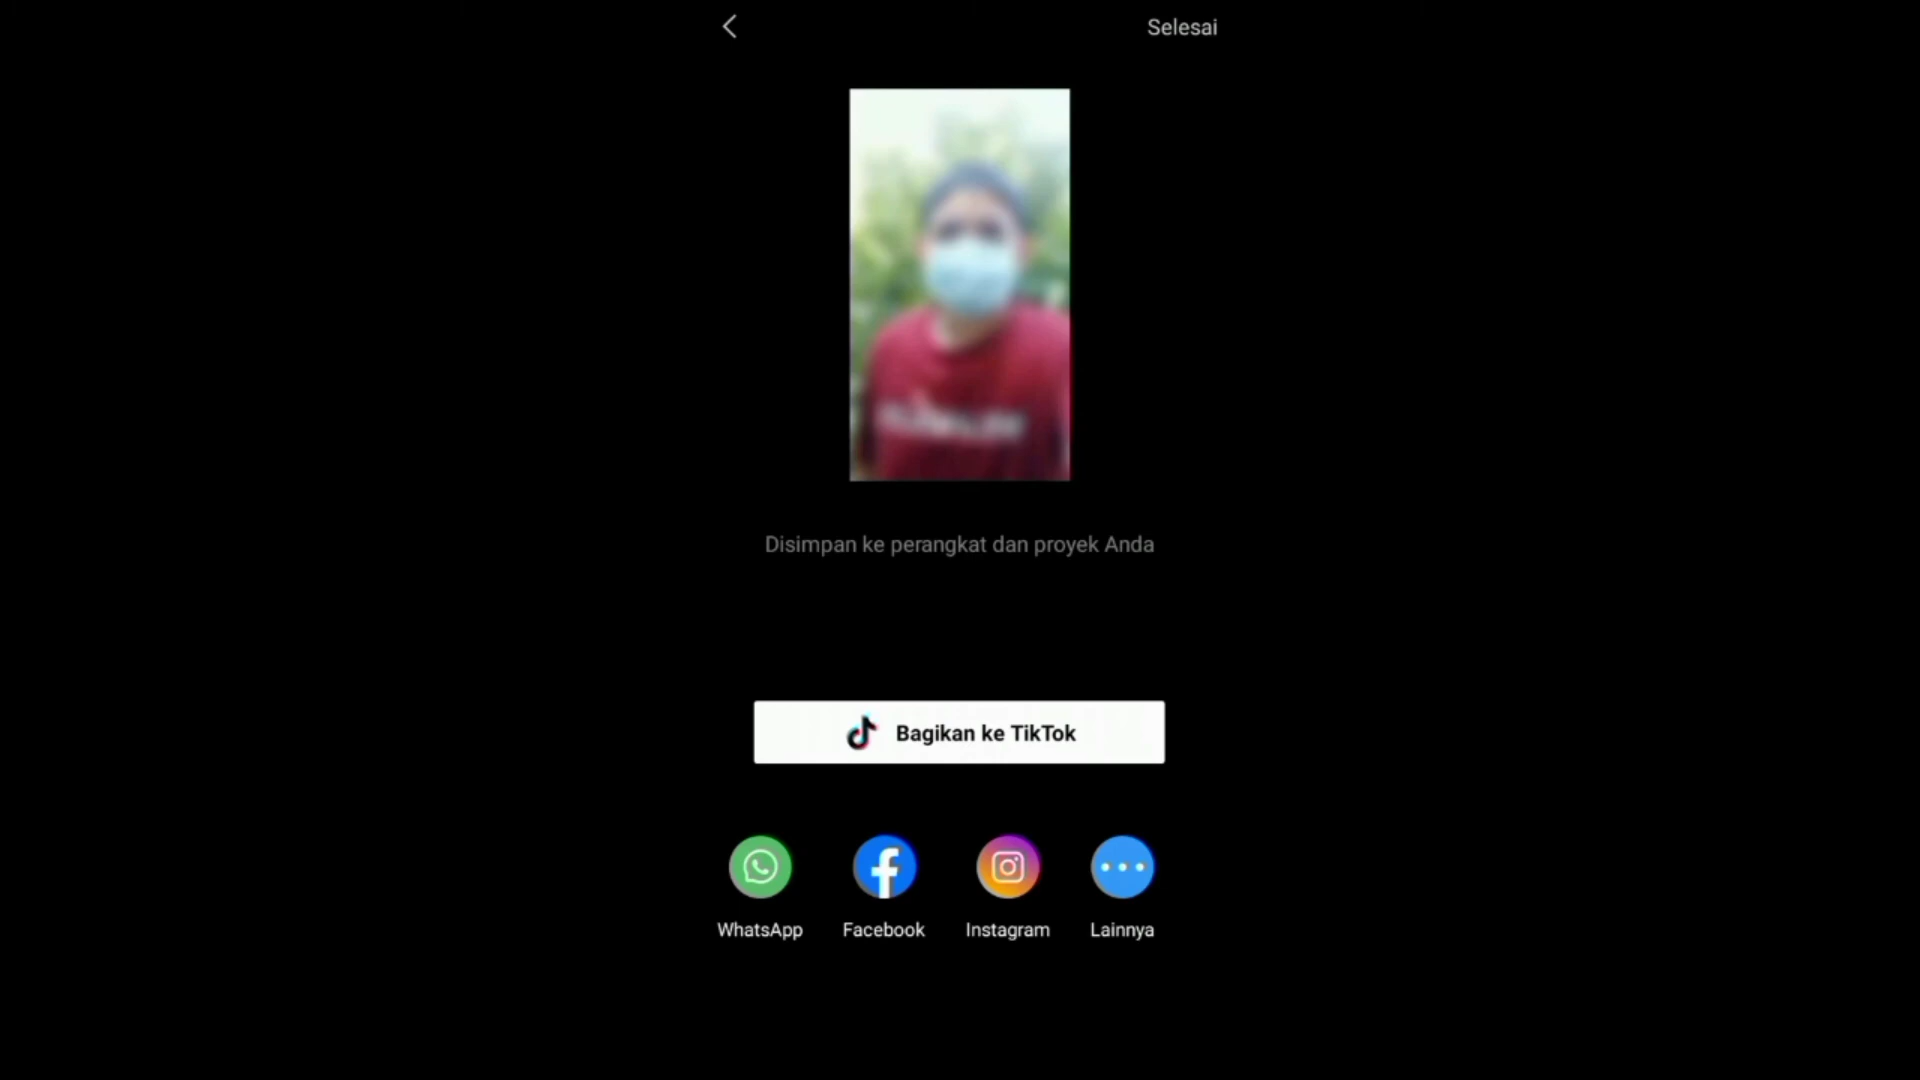 Selesai
Disimpan ke perangkat dan proyek Anda
Bagikan ke TikTok
WhatsApp
Facebook
Instagram
Lainnya